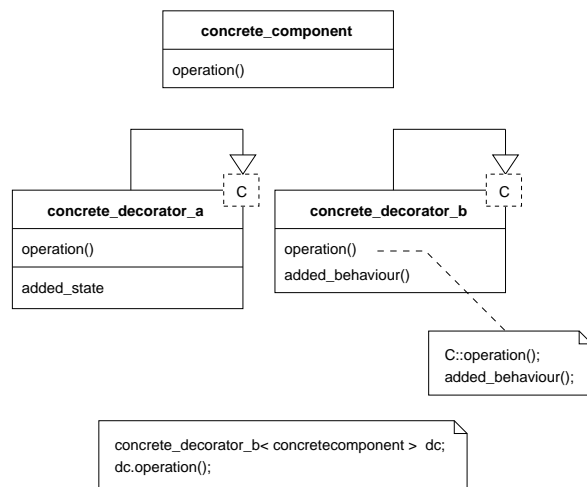 concrete_component
operation()
C
C
concrete_decorator_a
concrete_decorator_b
operation()
operation()
added_behaviour()
added_state
C::operation();
added_behaviour();
concrete_decorator_b< concretecomponent > dc;
dc.operation();